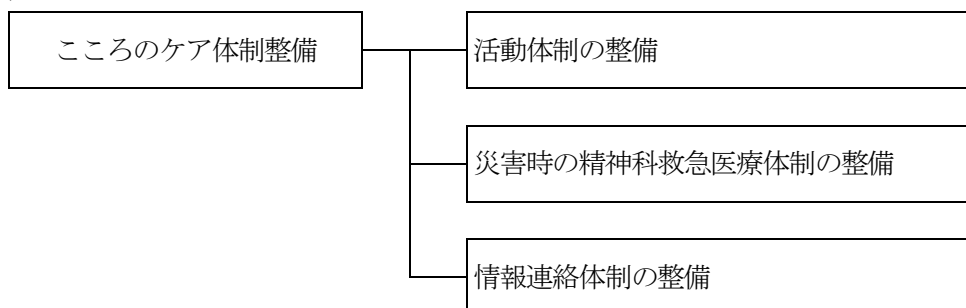 こころのケア体制整備
活動体制の整備
災害時の精神科救急医療体制の整備
情報連絡体制の整備